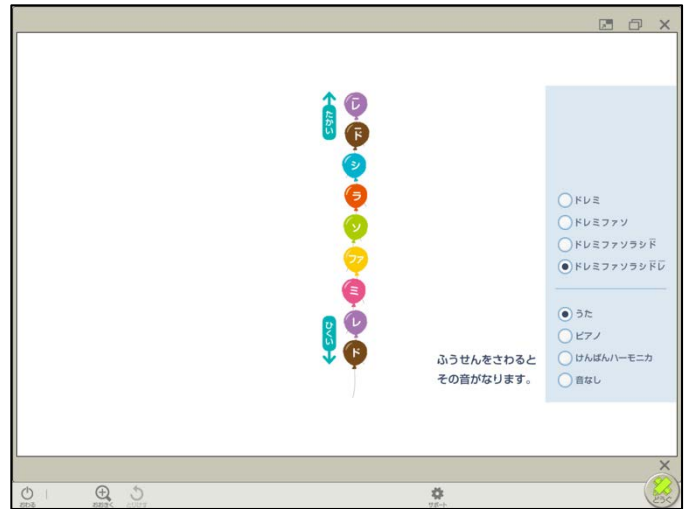 たかい
レ̅
ド̅
シ
ラ
ソ
ファ
ミ
レ
ド
ひくい
ふうせんをさわると
その音がなります。
ドレミ
ドレミファソ
ドレミファソラシド̅
ドレミファソラシド̅レ̅
うた
ピアノ
けんばんハーモニカ
音なし
おわる
おおきく
とりけす
サポート
どうぐ